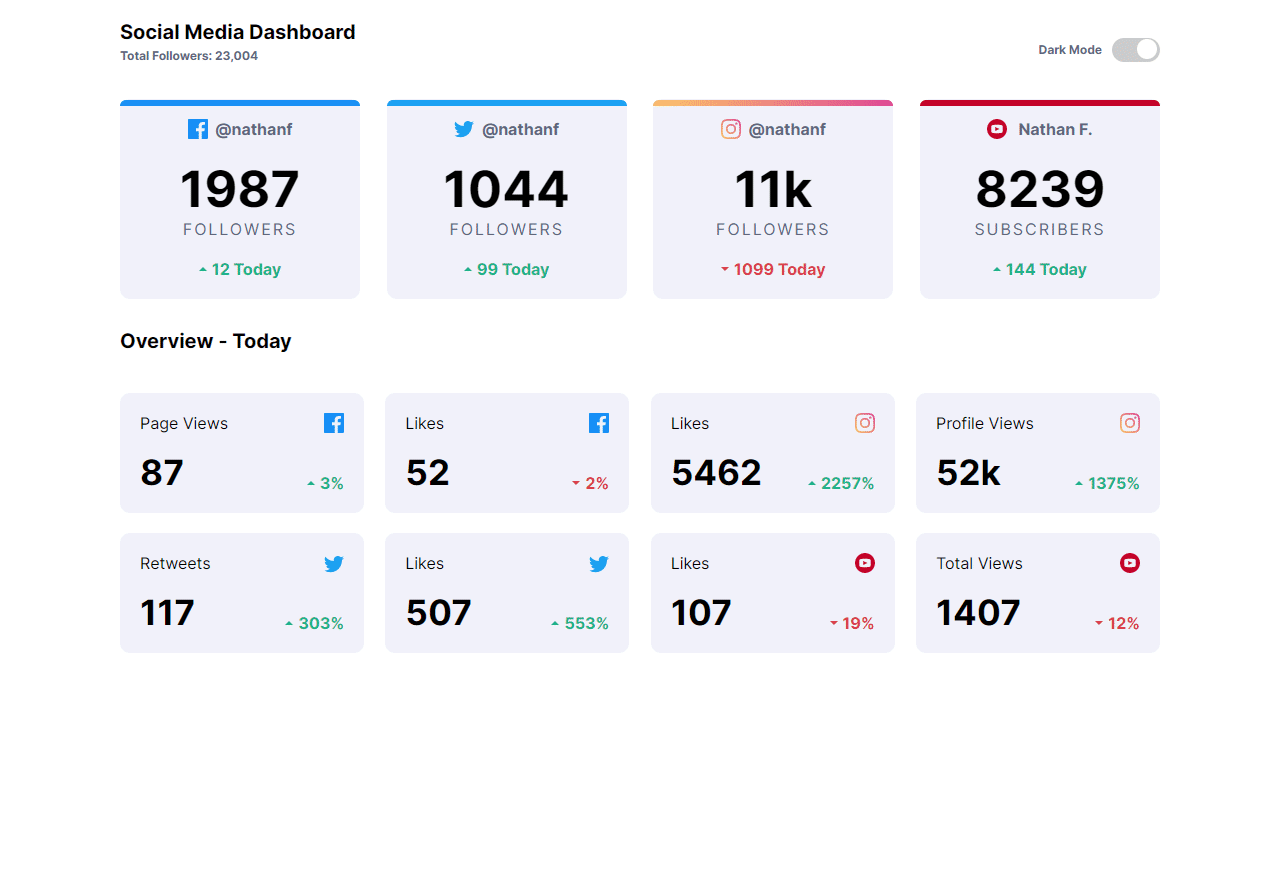 Social Media Dashboard
Total Followers: 23,004
Dark Mode
@nathanf
1987
FOLLOWERS
12 Today
@nathanf
1044
FOLLOWERS
99 Today
@nathanf
11k
FOLLOWERS
1099 Today
Nathan F.
8239
SUBSCRIBERS
144 Today
Overview - Today
Page Views
87
3%
Likes
52
2%
Likes
5462
2257%
Profile Views
52k
1375%
Retweets
117
303%
Likes
507
553%
Likes
107
19%
Total Views
1407
12%